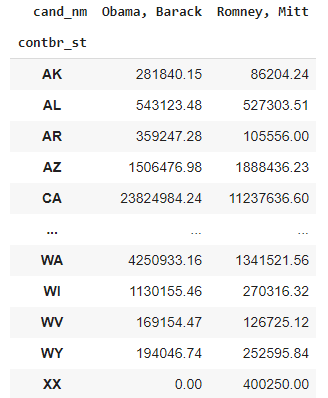 cand_nm Obama, Barack Romney, Mitt
contbr_st
AK 281840.15 86204.24
AL 543123.48 527303.51
AR 359247.28 105556.00
AZ 1506476.98 1888436.23
CA 23824984.24 11237636.60
... ... ...
WA 4250933.16 1341521.56
WI 1130155.46 270316.32
WV 169154.47 126725.12
WY 194046.74 252595.84
XX 0.00 400250.00